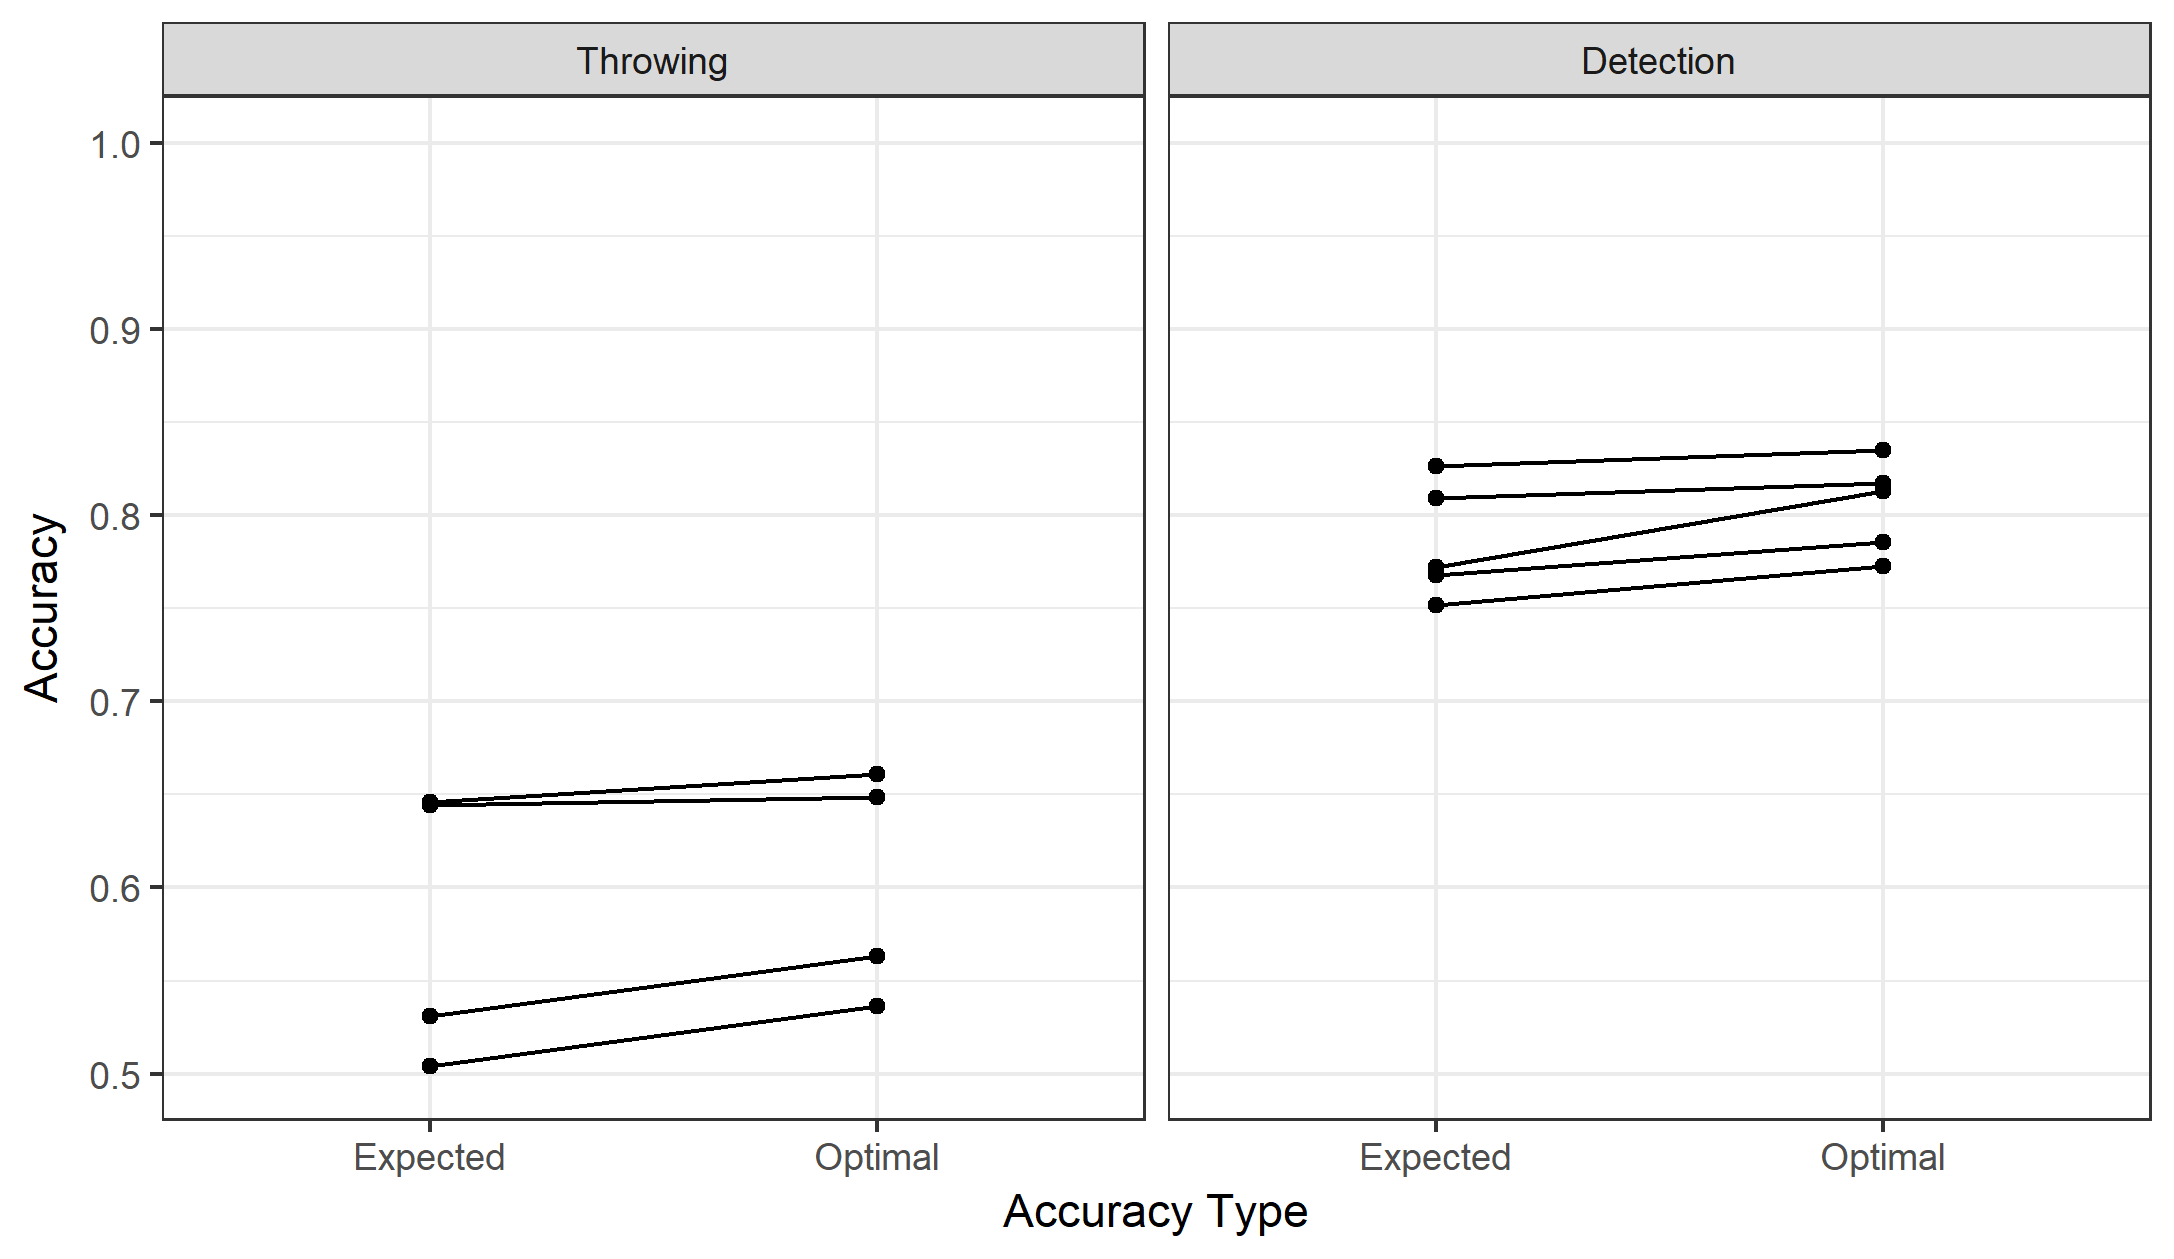 Throwing
Detection
1.0
0.9
0.8
0.7
0.6
0.5
Accuracy
Expected
Optimal
Expected
Optimal
Accuracy Type